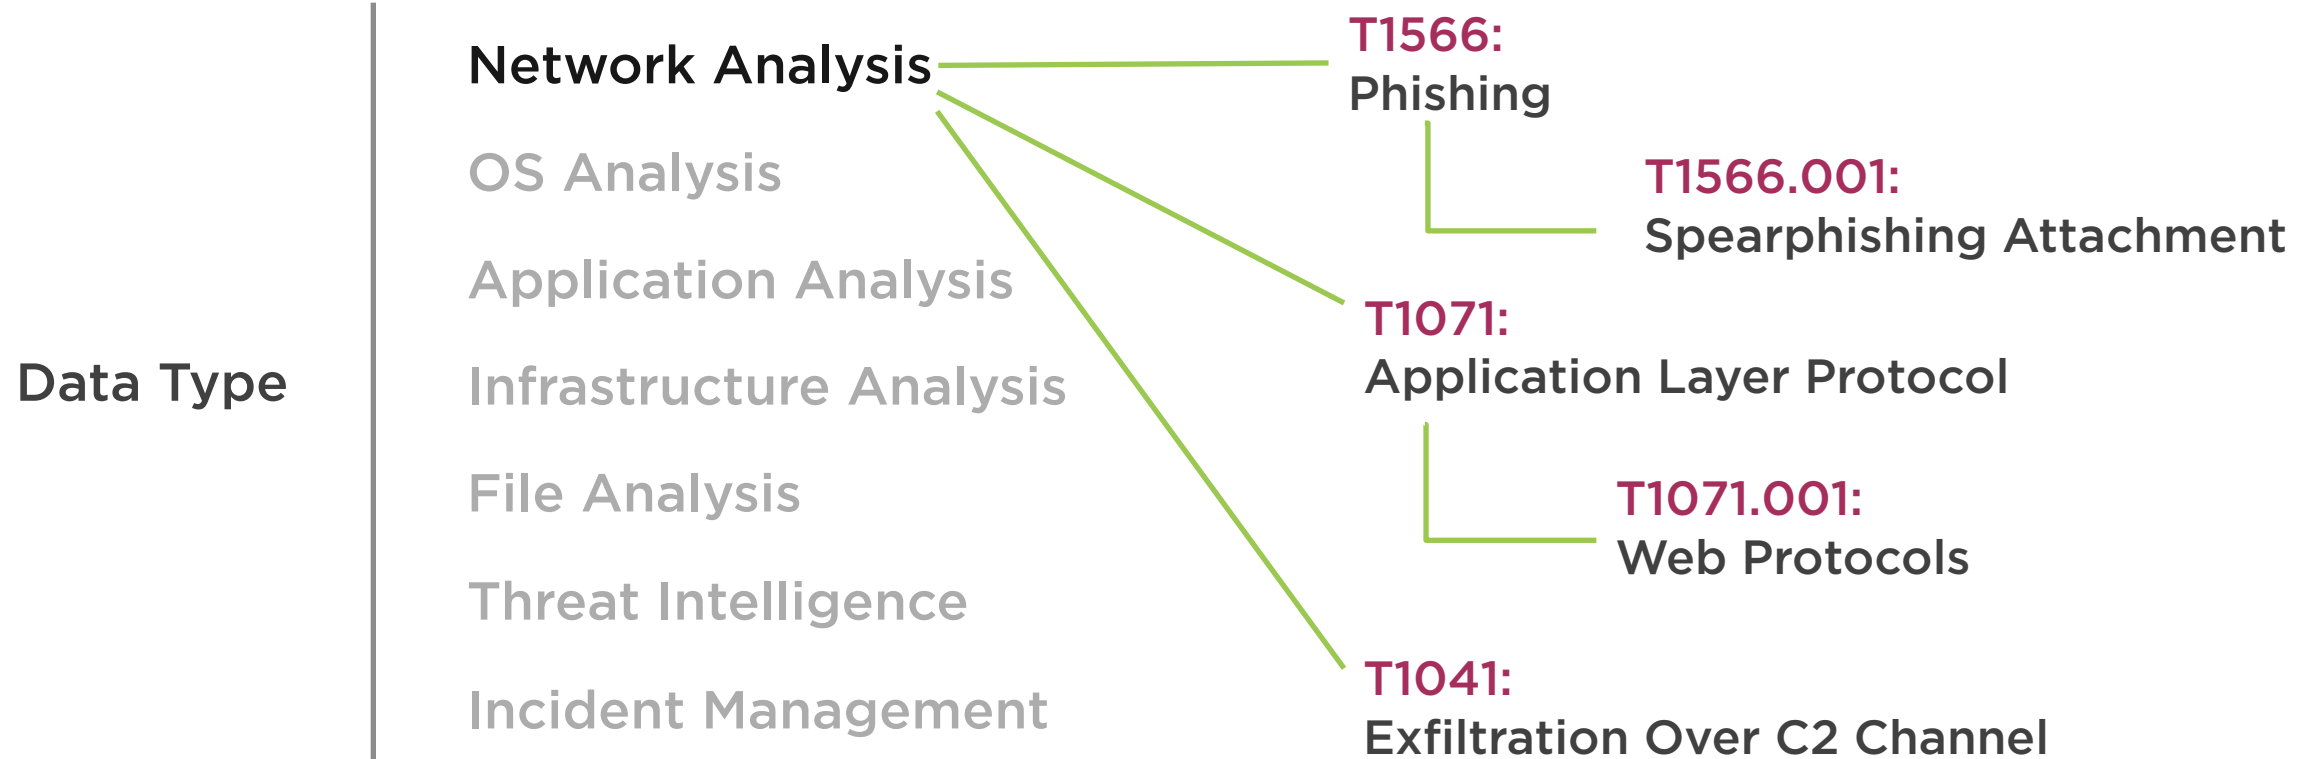 Data Type
Network Analysis
OS Analysis
Application Analysis
Infrastructure Analysis
File Analysis
Threat Intelligence
Incident Management
T1566:
Phishing
T1566.001:
Spearphishing Attachment
T1071:
Application Layer Protocol
T1071.001:
Web Protocols
T1041:
Exfiltration Over C2 Channel